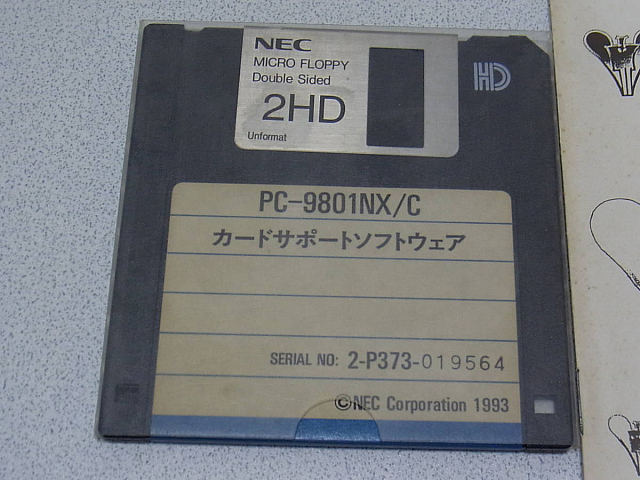 NEC
MICRO FLOPPY
Double Sided
2HD
Unformat
HD
PC-9801NX/C
カードサポートソフトウェア
SERIAL NO: 2-P373-019564
©NEC Corporation 1993